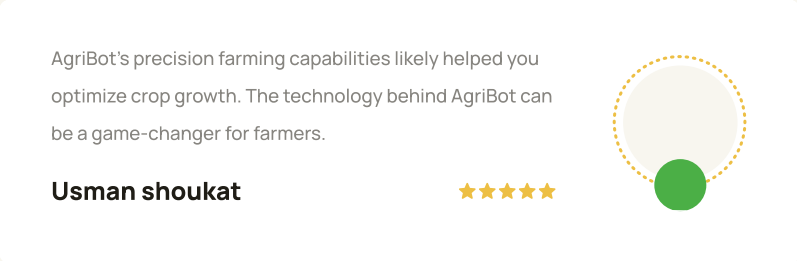 AgriBot's precision farming capabilities likely helped you
optimize crop growth. The technology behind AgriBot can
be a game-changer for farmers.
Usman shoukat